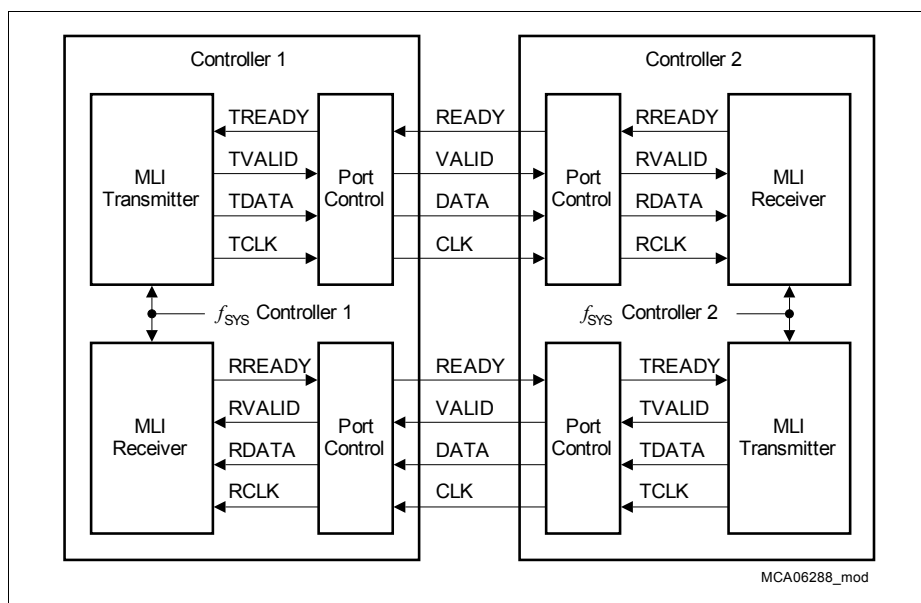 Controller 1
Controller 2
TREADY READY RREADY
TVALID VALID RVALID
MLI Transmitter
Port Control
Port Control
MLI Receiver
TDATA DATA RDATA
TCLK CLK RCLK
fSYS Controller 1
fSYS Controller 2
RREADY READY TREADY
RVALID VALID TVALID
MLI Receiver
Port Control
Port Control
MLI Transmitter
RDATA DATA TDATA
RCLK CLK TCLK
MCA06288_mod